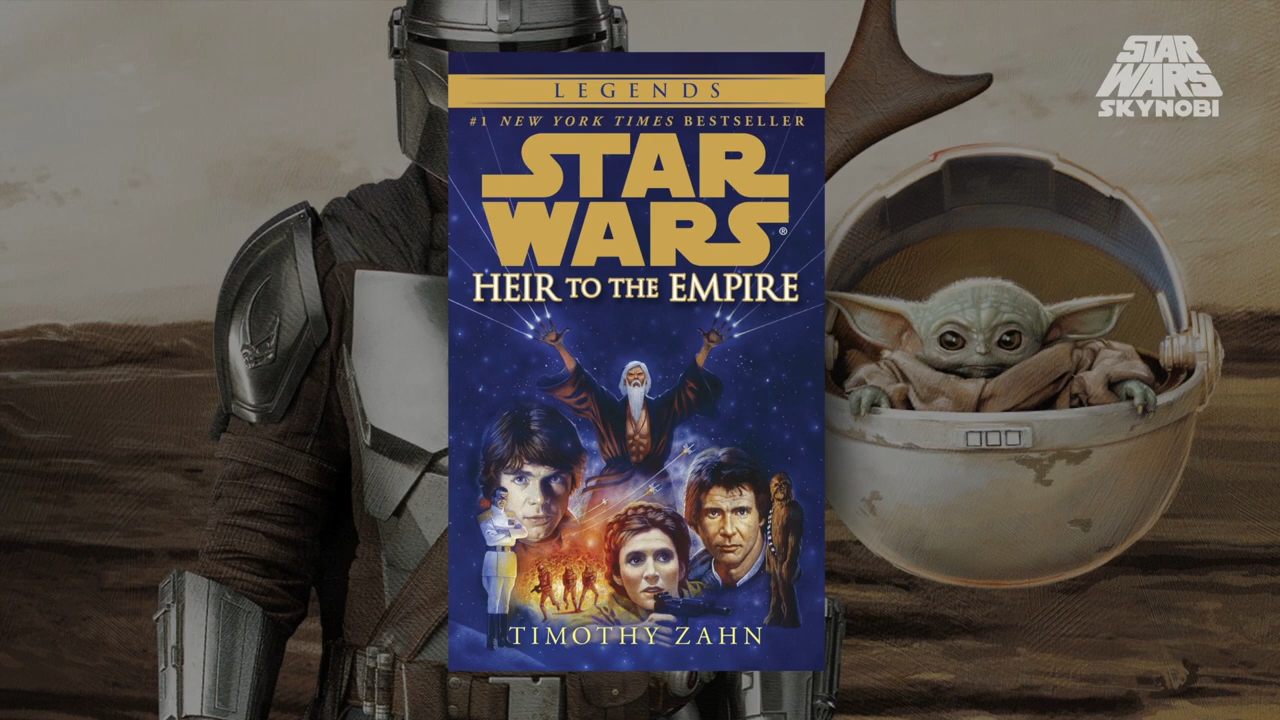 LEGENDS
#1 NEW YORK TIMES BESTSELLER
STAR
WARS®
HEIR TO THE EMPIRE
TIMOTHY ZAHN
STAR
WARS
SKYNOBI